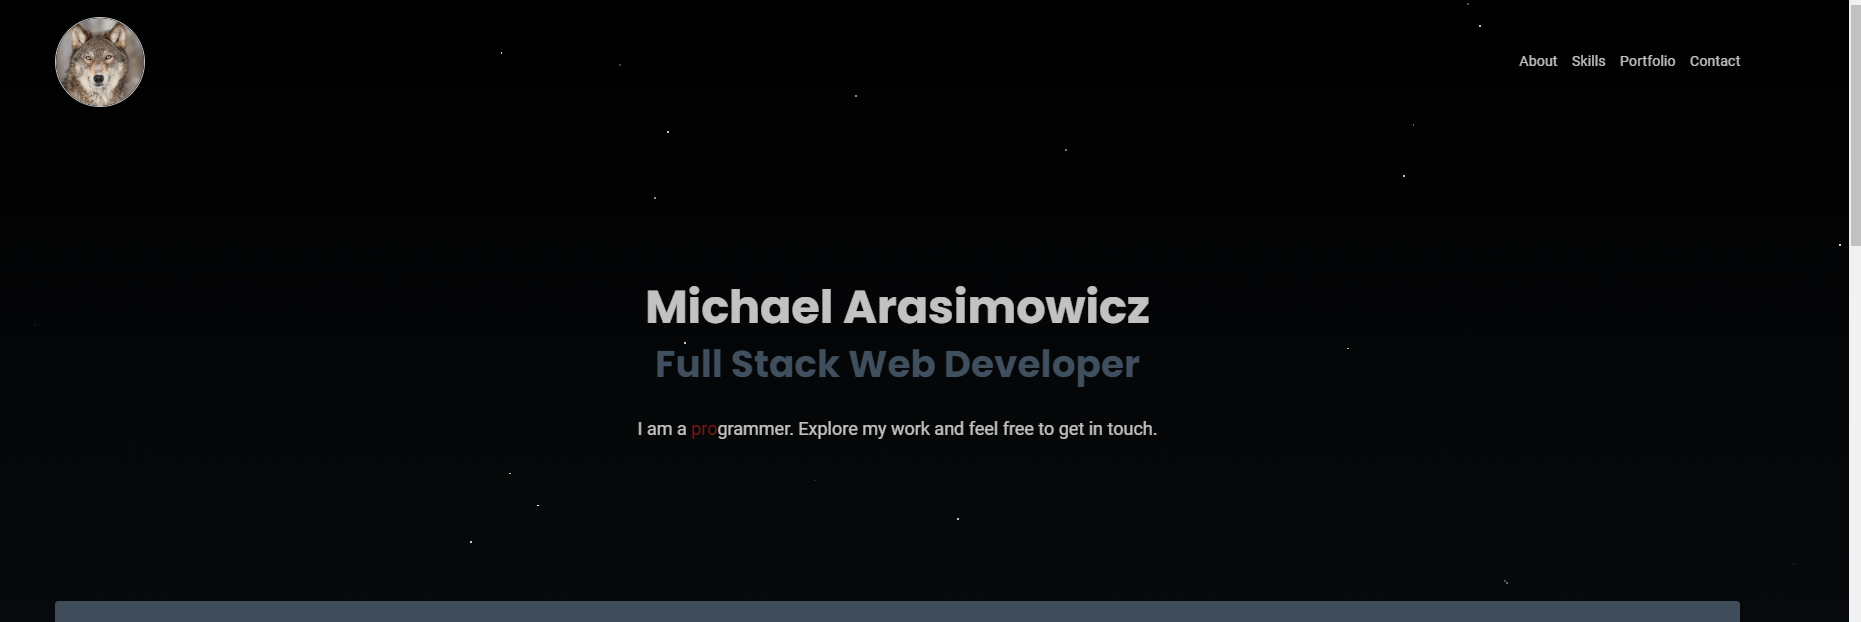 About Skills Portfolio Contact
Michael Arasimowicz
Full Stack Web Developer
I am a programmer. Explore my work and feel free to get in touch.